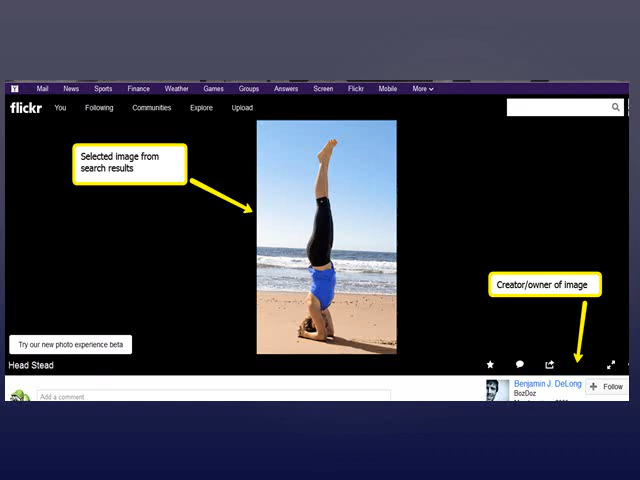 Mail News Sports Finance Weather Games Groups Answers Screen Flickr Mobile More
flickr You Following Communities Explore Upload
Selected image from
search results
Creator/owner of image
Try our new photo experience beta
Head Stead
Benjamin J. DeLong
+ Follow
BozDoz
Add a comment